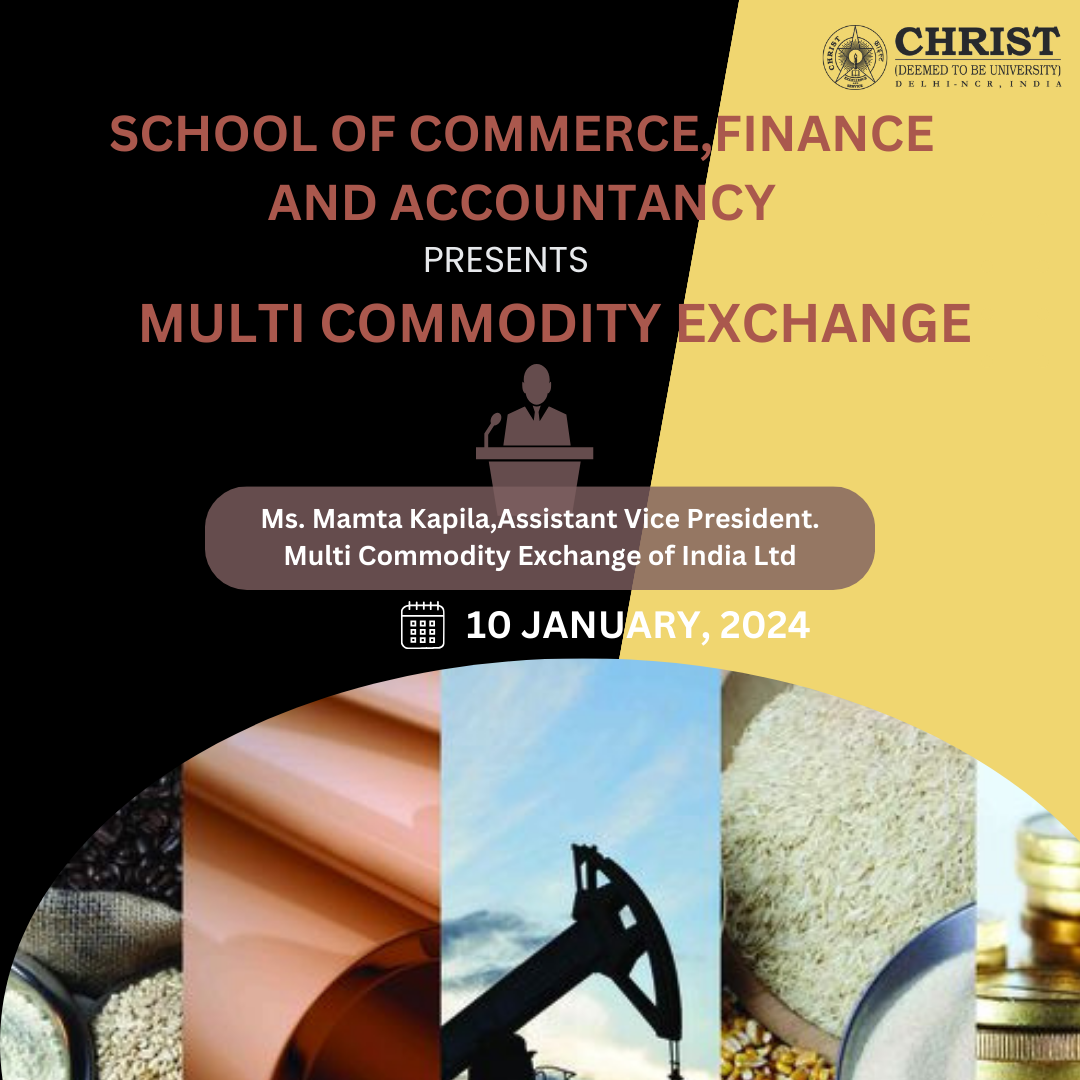 CHRIST
(DEEMED TO BE UNIVERSITY)
DELHI-NCR, INDIA
SCHOOL OF COMMERCE,FINANCE
AND ACCOUNTANCY
PRESENTS
MULTI COMMODITY EXCHANGE
Ms. Mamta Kapila,Assistant Vice President.
Multi Commodity Exchange of India Ltd
10 JANUARY, 2024